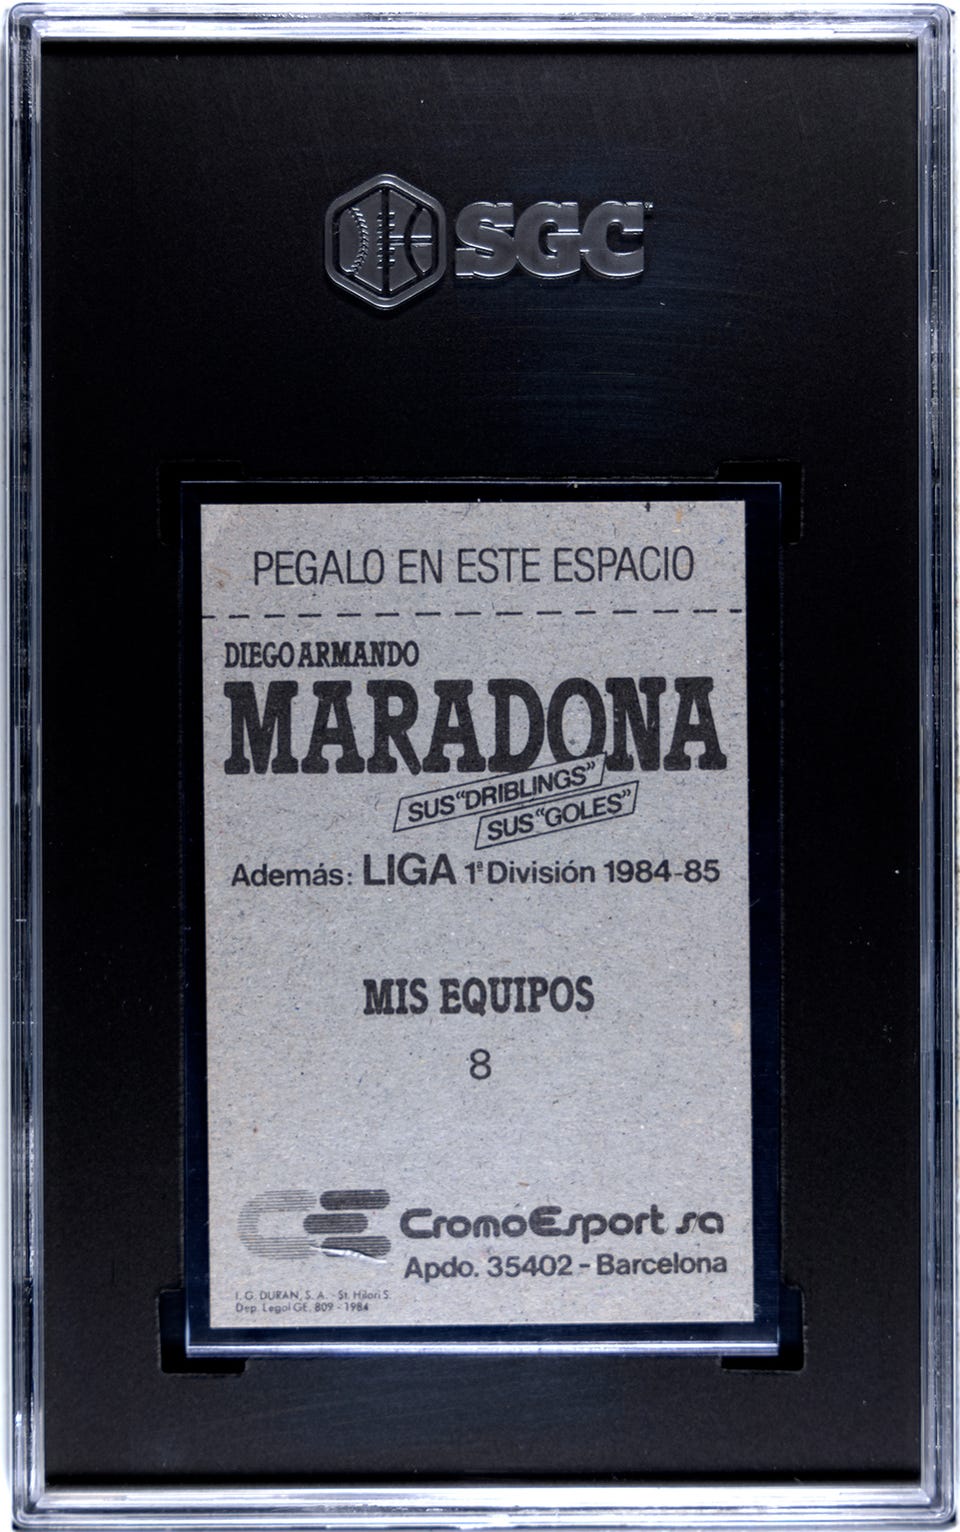 SGC
PEGALO EN ESTE ESPACIO
DIEGO ARMANDO
MARADONA
SUS "DRIBLINGS"
SUS "GOLES"
Además: LIGA 1ª División 1984-85
MIS EQUIPOS
8
CE CromoEsport sa
Apdo. 35402 - Barcelona
I. G. DURAN, S. A. - St. Hilari S.
Dep. Legal GE. 809 - 1984